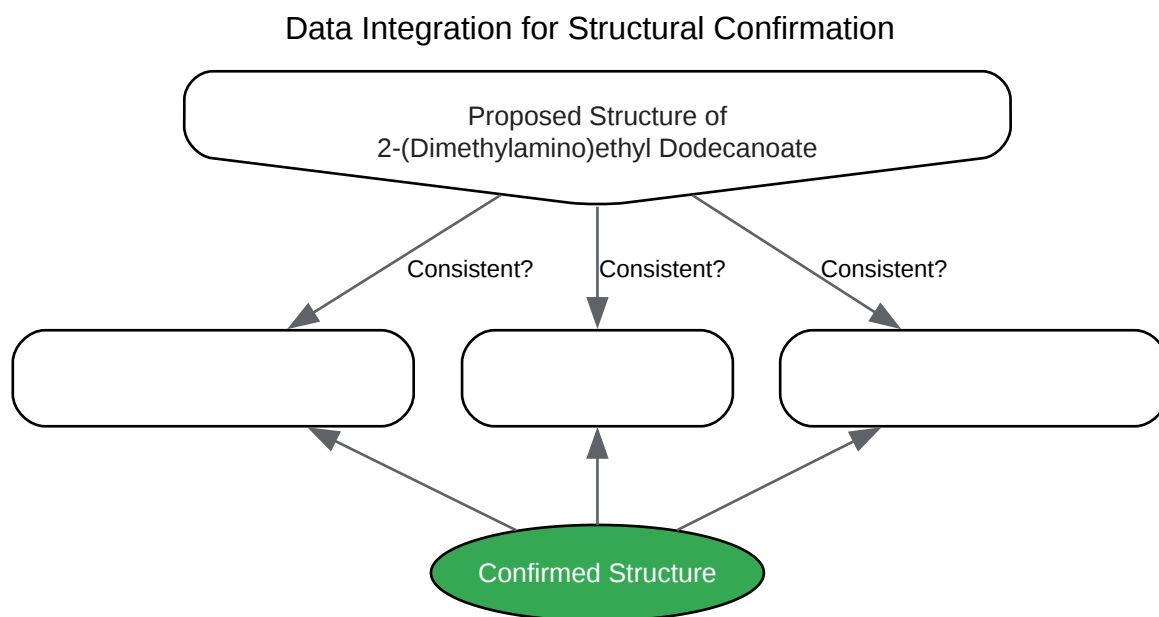 Data Integration for Structural Confirmation
Proposed Structure of
2-(Dimethylamino)ethyl Dodecanoate
Consistent? Consistent? Consistent?
Confirmed Structure